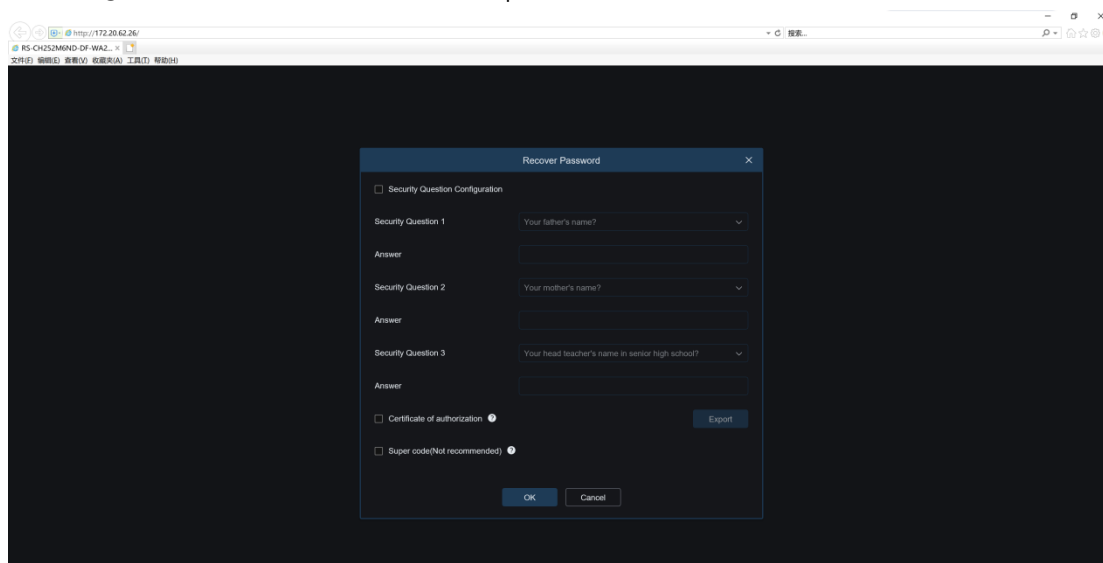 http://172.20.62.26/
搜索...
RS-CH252M6ND-DF-WA2...
文件(F) 编辑(E) 查看(V) 收藏夹(A) 工具(T) 帮助(H)
Recover Password
Security Question Configuration
Security Question 1 Your father's name?
Answer
Security Question 2 Your mother's name?
Answer
Security Question 3 Your head teacher's name in senior high school?
Answer
Certificate of authorization Export
Super code(Not recommended)
OK Cancel